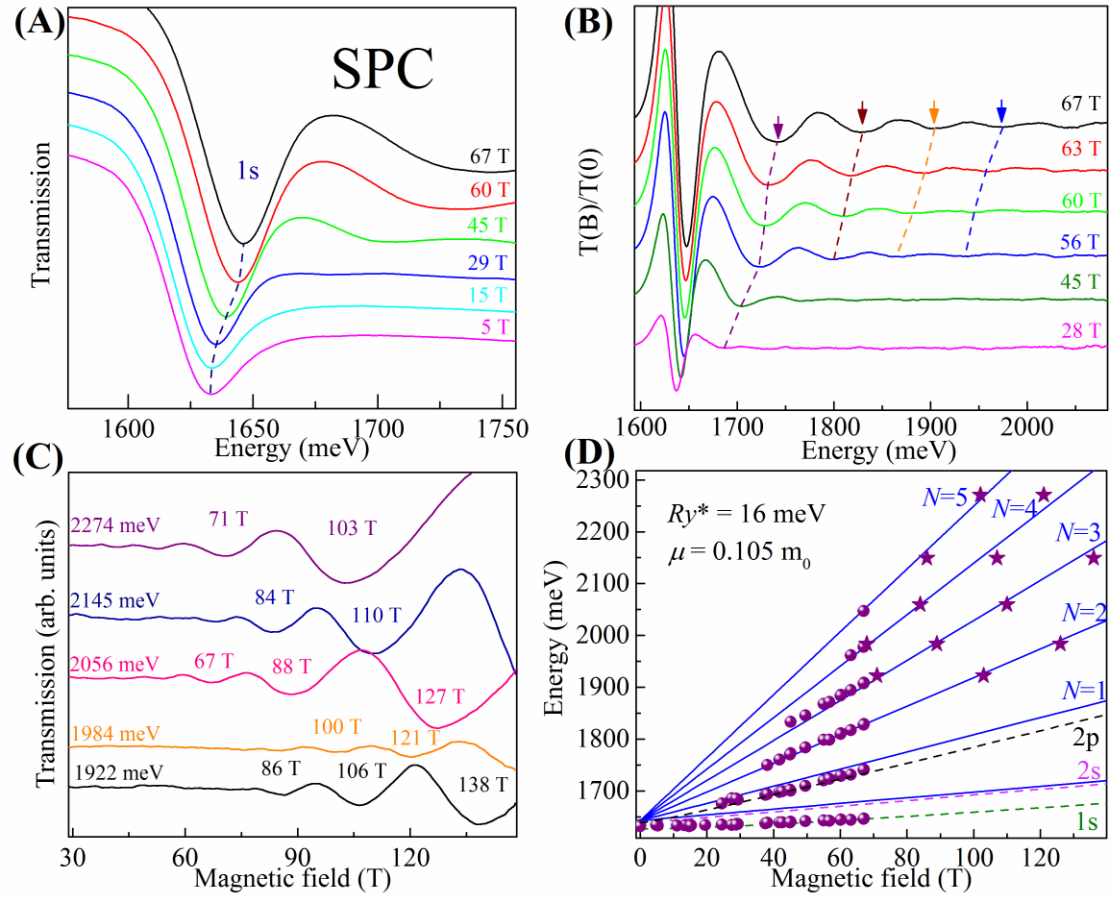 (A)
SPC
1s
67 T
60 T
45 T
29 T
15 T
5 T
Transmission
1600 1650 1700 1750
Energy (meV)
(B)
67 T
63 T
60 T
56 T
45 T
28 T
T(B)/T(0)
1600 1700 1800 1900 2000
Energy (meV)
(C)
2274 meV 71 T 103 T
2145 meV 84 T 110 T
2056 meV 67 T 88 T 127 T
1984 meV 100 T 121 T
1922 meV 86 T 106 T 138 T
Transmission (arb. units)
30 60 90 120
Magnetic field (T)
(D)
Ry* = 16 meV
μ = 0.105 m₀
N=5
N=4
N=3
N=2
N=1
2p
2s
1s
2300
2200
2100
2000
1900
1800
1700
Energy (meV)
0 20 40 60 80 100 120
Magnetic field (T)